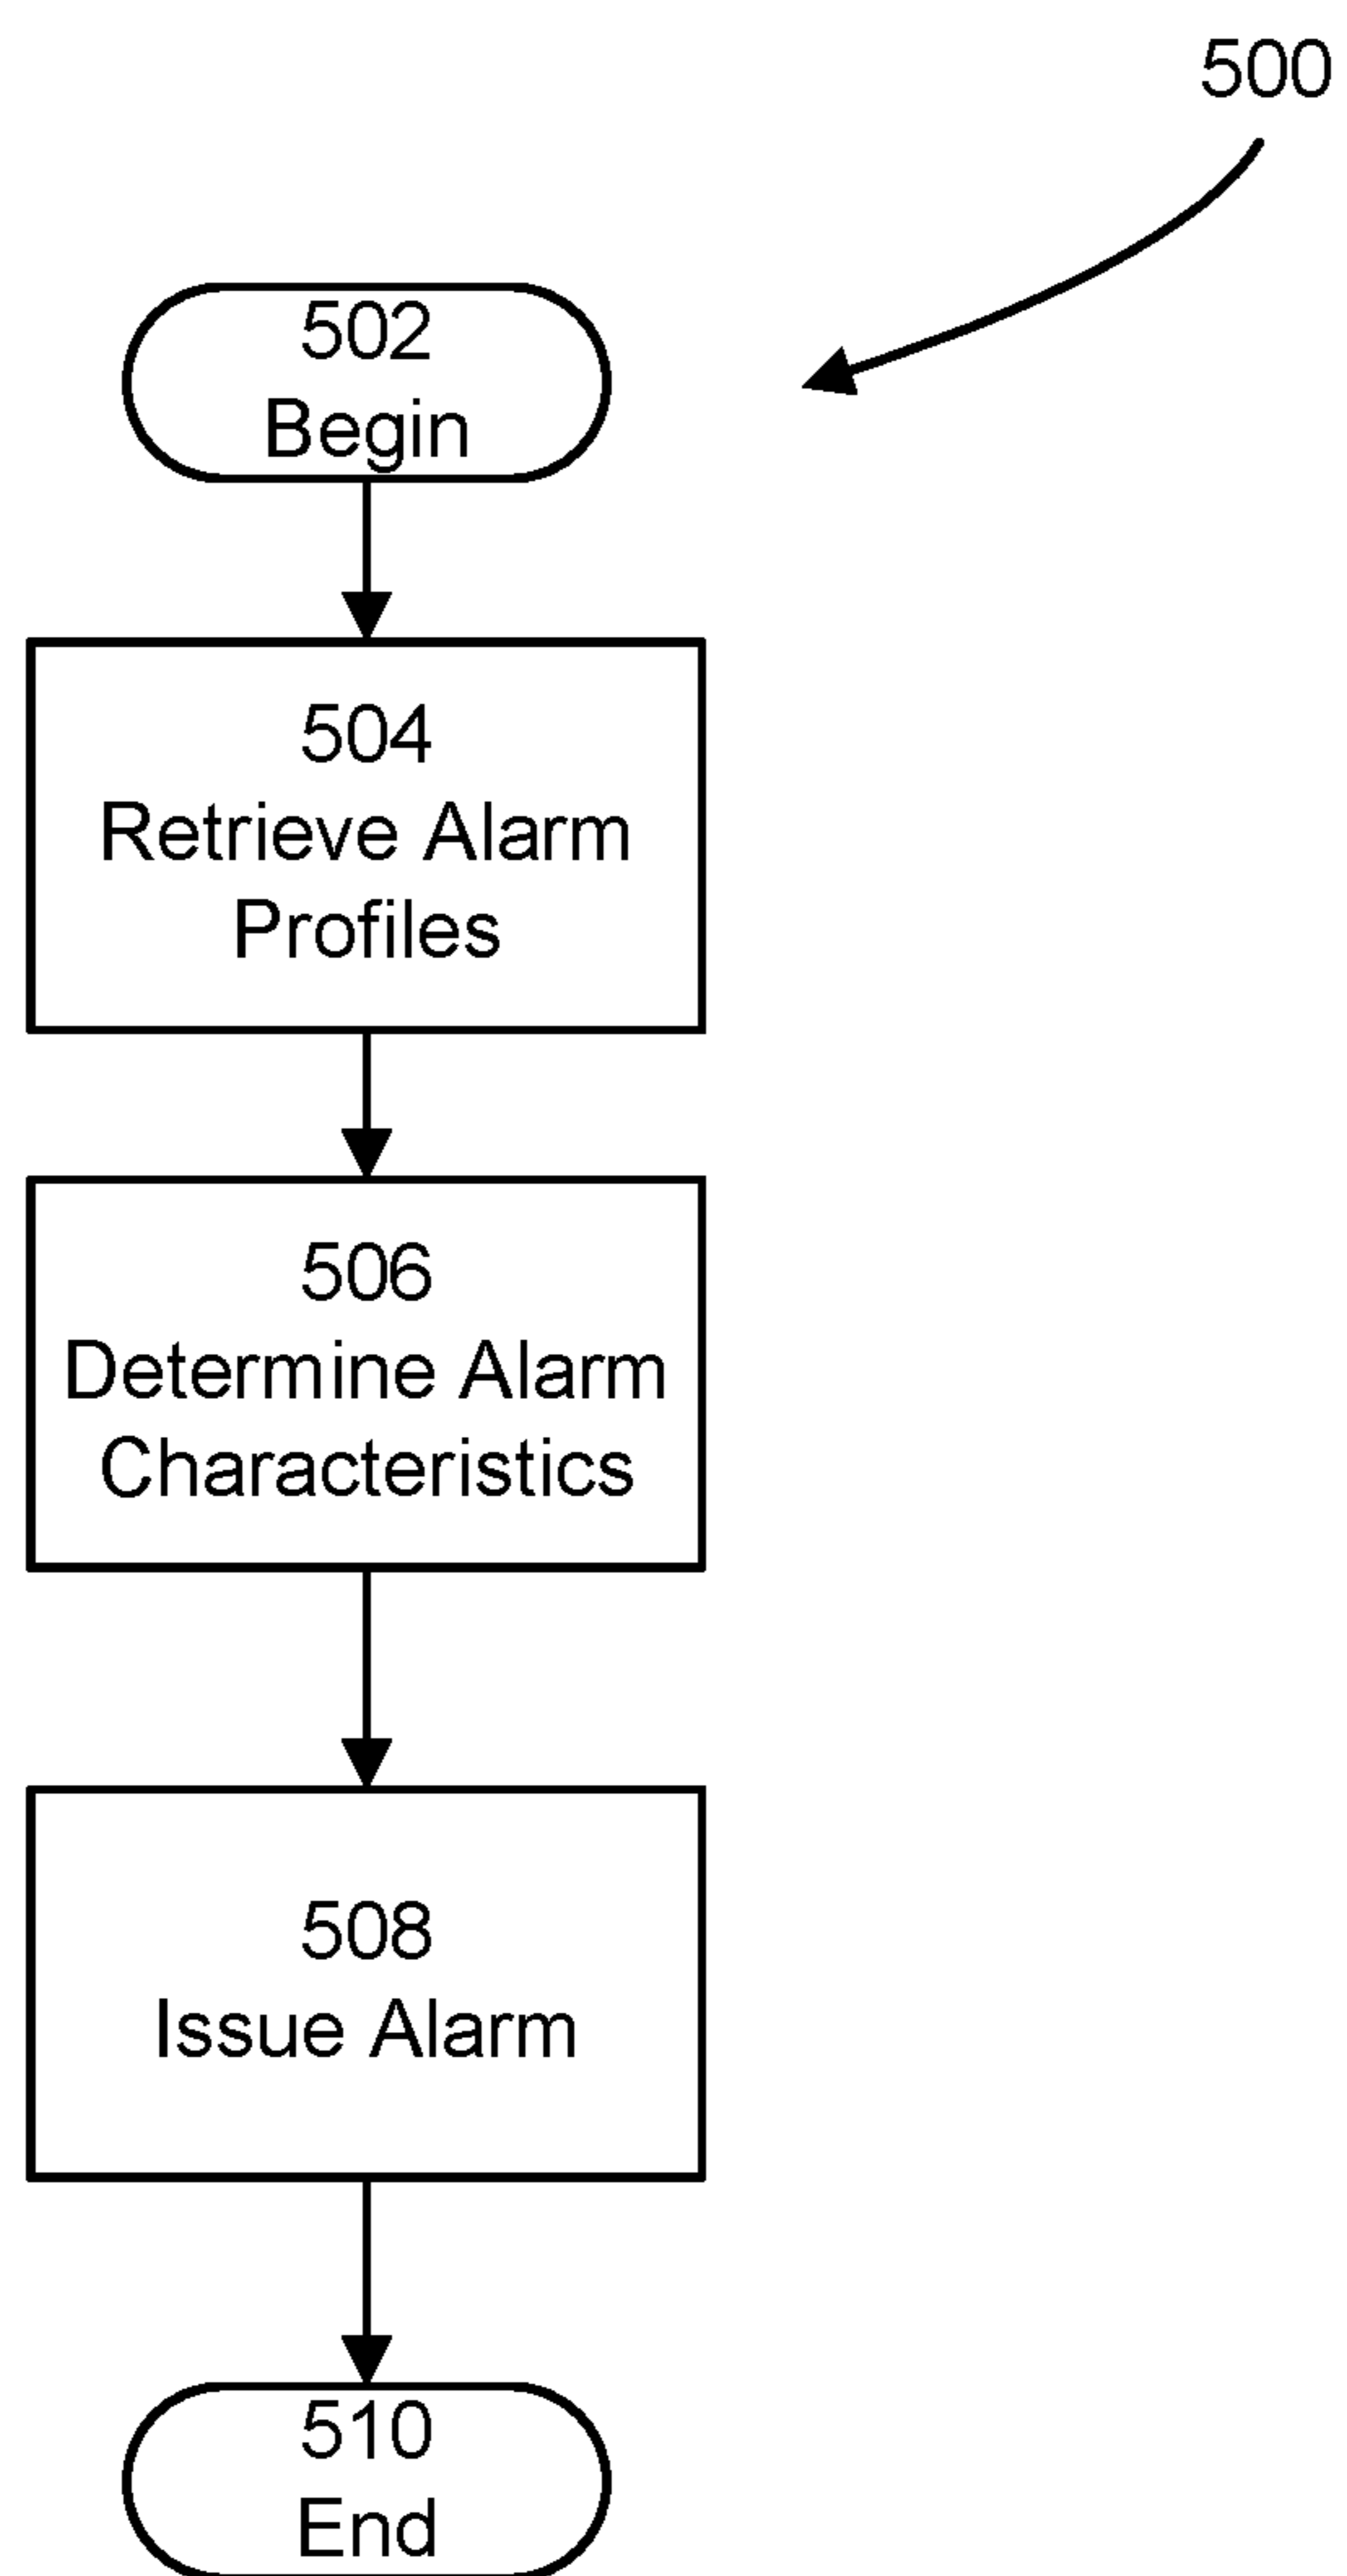 500
502
Begin
504
Retrieve Alarm
Profiles
506
Determine Alarm
Characteristics
508
Issue Alarm
510
End